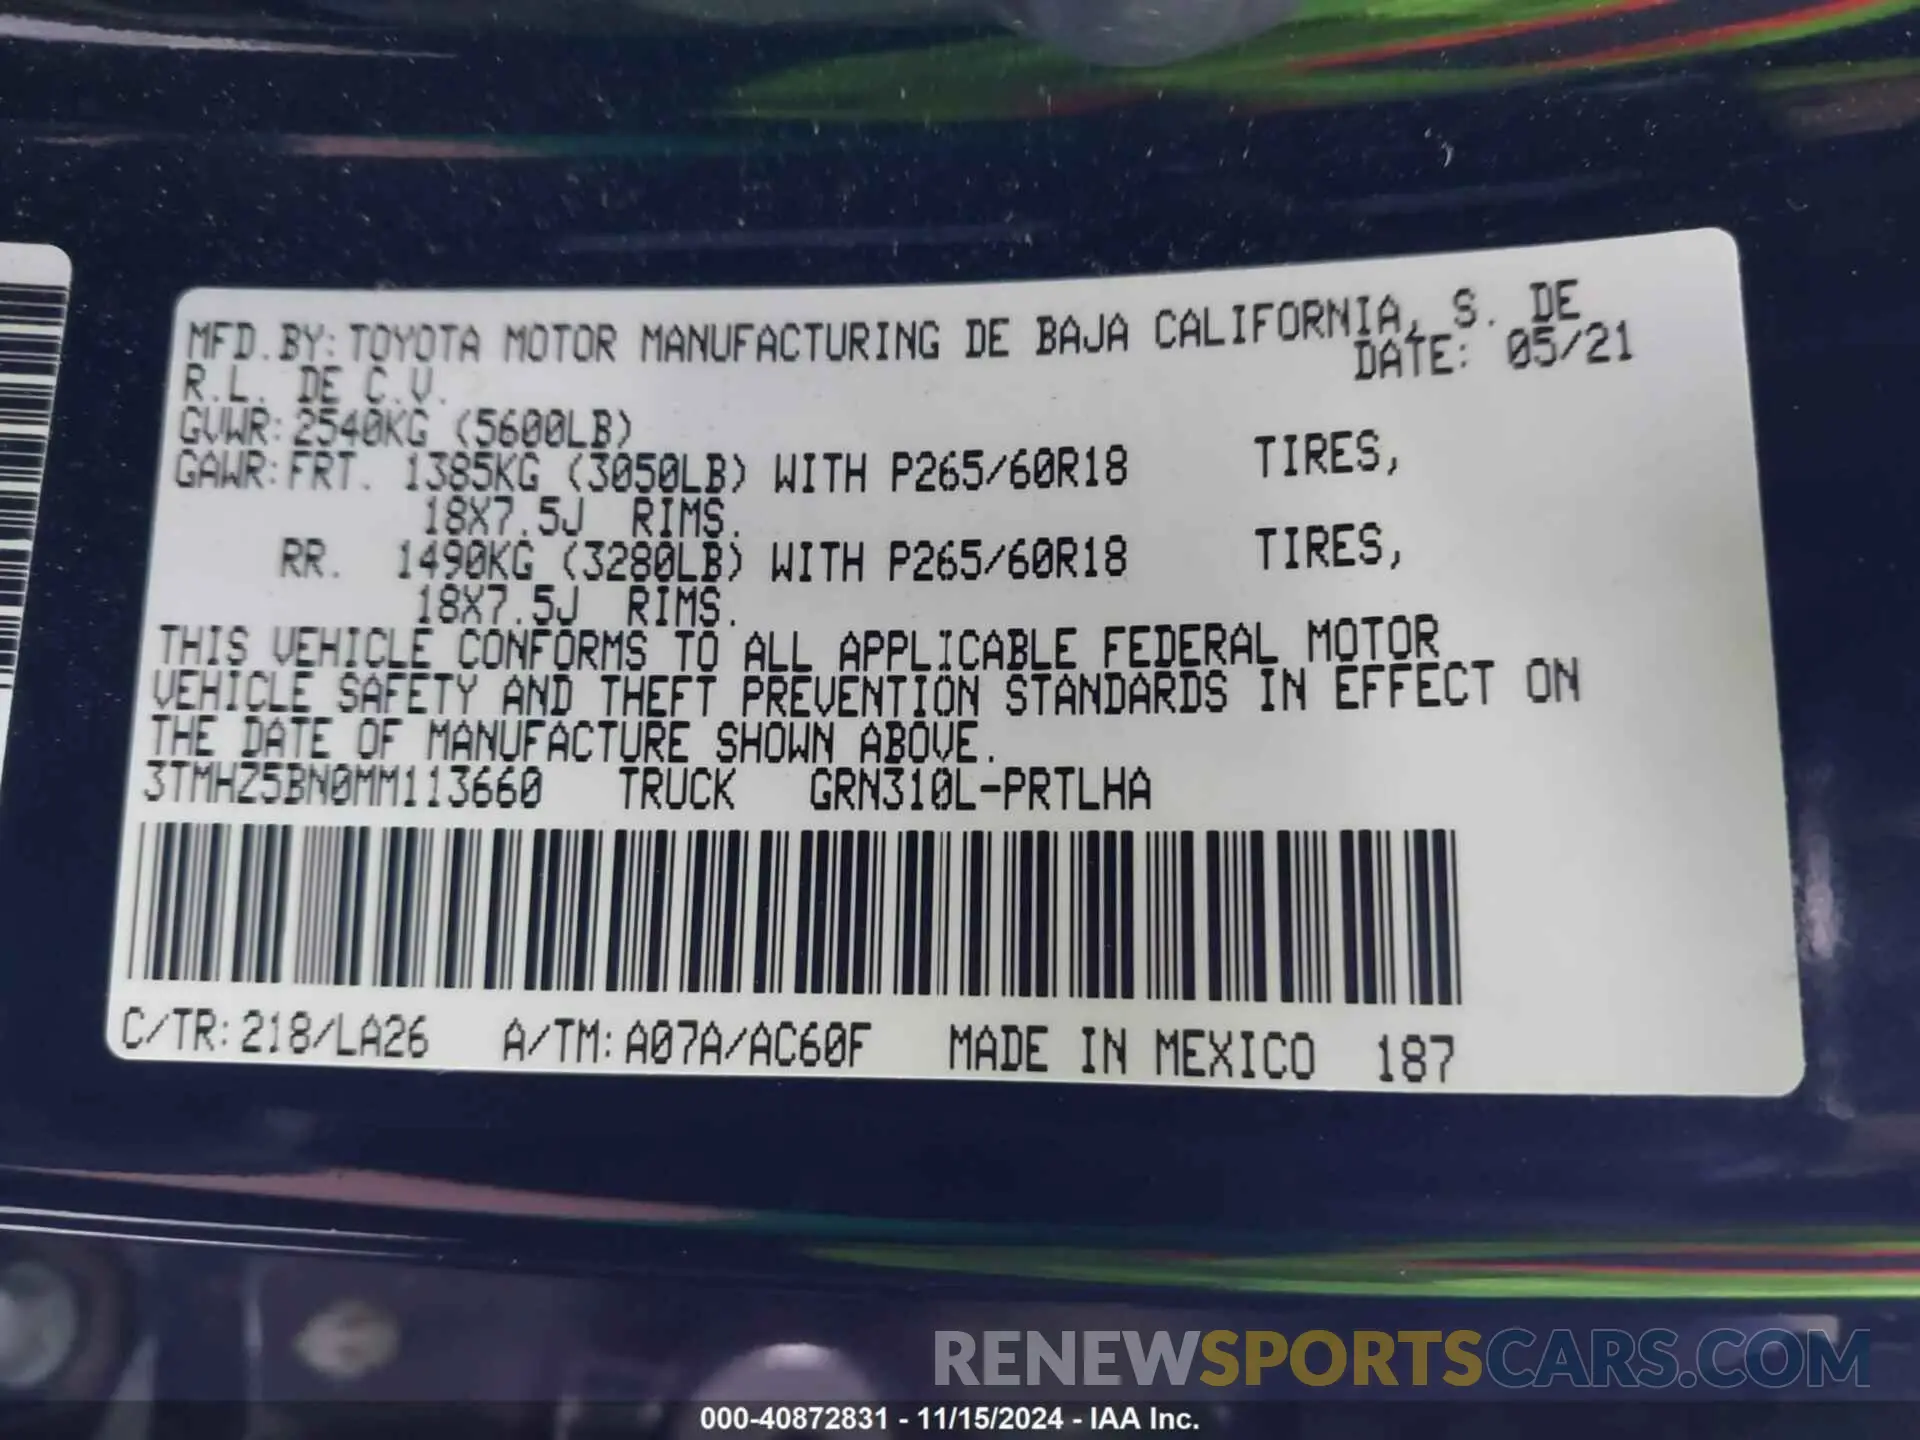 MFD.BY:TOYOTA MOTOR MANUFACTURING DE BAJA CALIFORNIA, S. DE
R.L. DE C.V. DATE: 05/21
GVWR:2540KG (5600LB)
GAWR:FRT. 1385KG (3050LB) WITH P265/60R18 TIRES,
18X7.5J RIMS.
RR. 1490KG (3280LB) WITH P265/60R18 TIRES,
18X7.5J RIMS.
THIS VEHICLE CONFORMS TO ALL APPLICABLE FEDERAL MOTOR
VEHICLE SAFETY AND THEFT PREVENTION STANDARDS IN EFFECT ON
THE DATE OF MANUFACTURE SHOWN ABOVE.
3TMHZ5BN0MM113660 TRUCK GRN310L-PRTLHA
C/TR:218/LA26 A/TM:A07A/AC60F MADE IN MEXICO 187
RENEWSPORTSCARS.COM
000-40872831 - 11/15/2024 - IAA Inc.